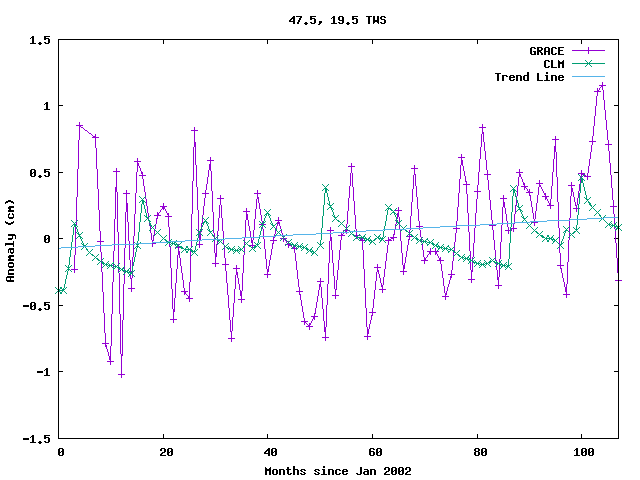 47.5, 19.5 TWS
GRACE
CLM
Trend Line
1.5
1
0.5
0
-0.5
-1
-1.5
Anomaly (cm)
0 20 40 60 80 100
Months since Jan 2002